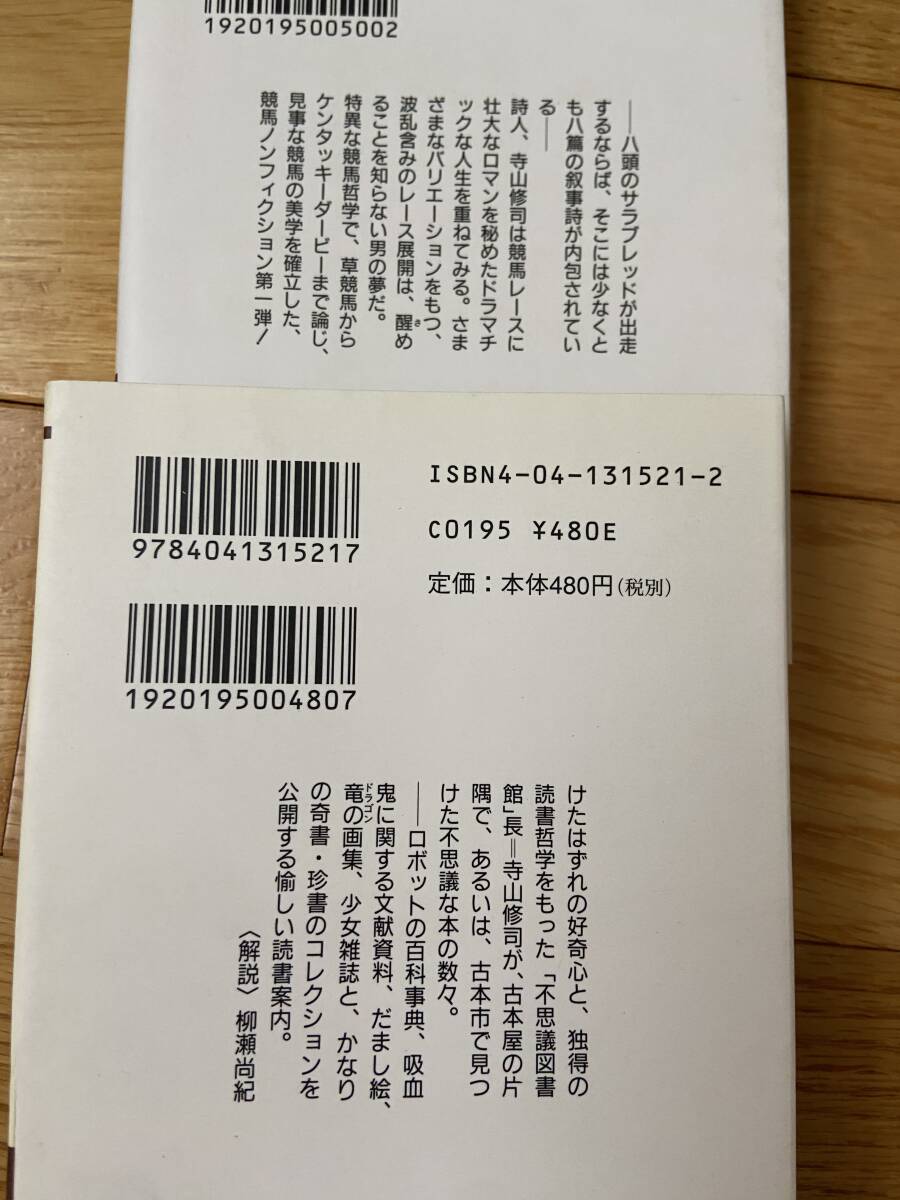 1920195005002
――八頭のサラブレッドが出走
するならば、そこには少なくと
も八篇の叙事詩が内包されてい
る――
詩人、寺山修司は競馬レースに
壮大なロマンを秘めたドラマチ
ックな人生を重ねてみる。さま
ざまなバリエーションをもつ、
波乱含みのレース展開は、醒め
さ
ることを知らない男の夢だ。
特異な競馬哲学で、草競馬から
ケンタッキーダービーまで論じ、
見事な競馬の美学を確立した、
競馬ノンフィクション第一弾!
ISBN4-04-131521-2
C0195 ¥480E
定価:本体480円(税別)
9784041315217
1920195004807
けたはずれの好奇心と、独得の
読書哲学をもった「不思議図書
館」長=寺山修司が、古本屋の片
隅で、あるいは、古本市で見つ
けた不思議な本の数々。
――ロボットの百科事典、吸血
鬼に関する文献資料、だまし絵、
ドラゴン
竜の画集、少女雑誌と、かなり
の奇書・珍書のコレクションを
公開する愉しい読書案内。
〈解説〉柳瀬尚紀